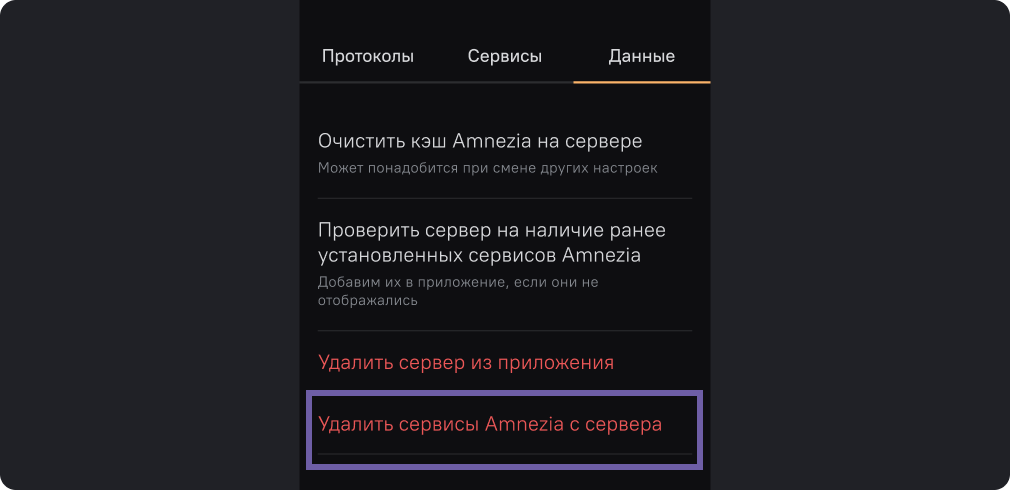 Протоколы Сервисы Данные
Очистить кэш Amnezia на сервере
Может понадобится при смене других настроек
Проверить сервер на наличие ранее
установленных сервисов Amnezia
Добавим их в приложение, если они не
отображались
Удалить сервер из приложения
Удалить сервисы Amnezia с сервера